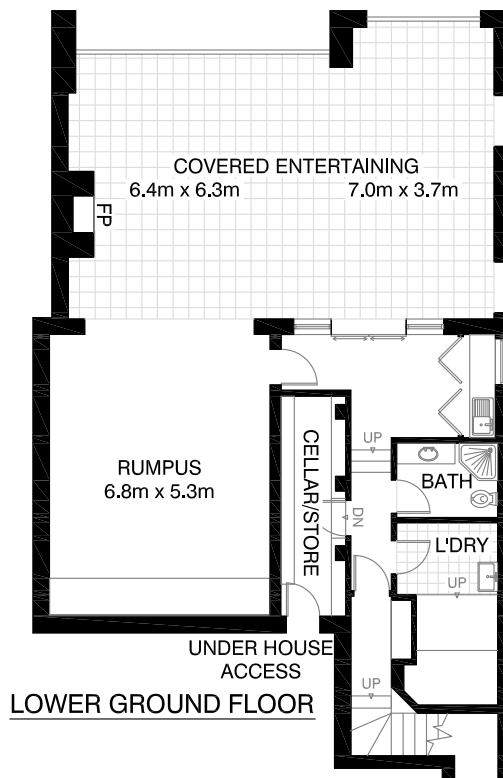 COVERED ENTERTAINING
6.4m x 6.3m 7.0m x 3.7m
FP
RUMPUS
6.8m x 5.3m
CELLAR/STORE
UP
DN
BATH
L'DRY
UP
UNDER HOUSE
ACCESS
UP
LOWER GROUND FLOOR